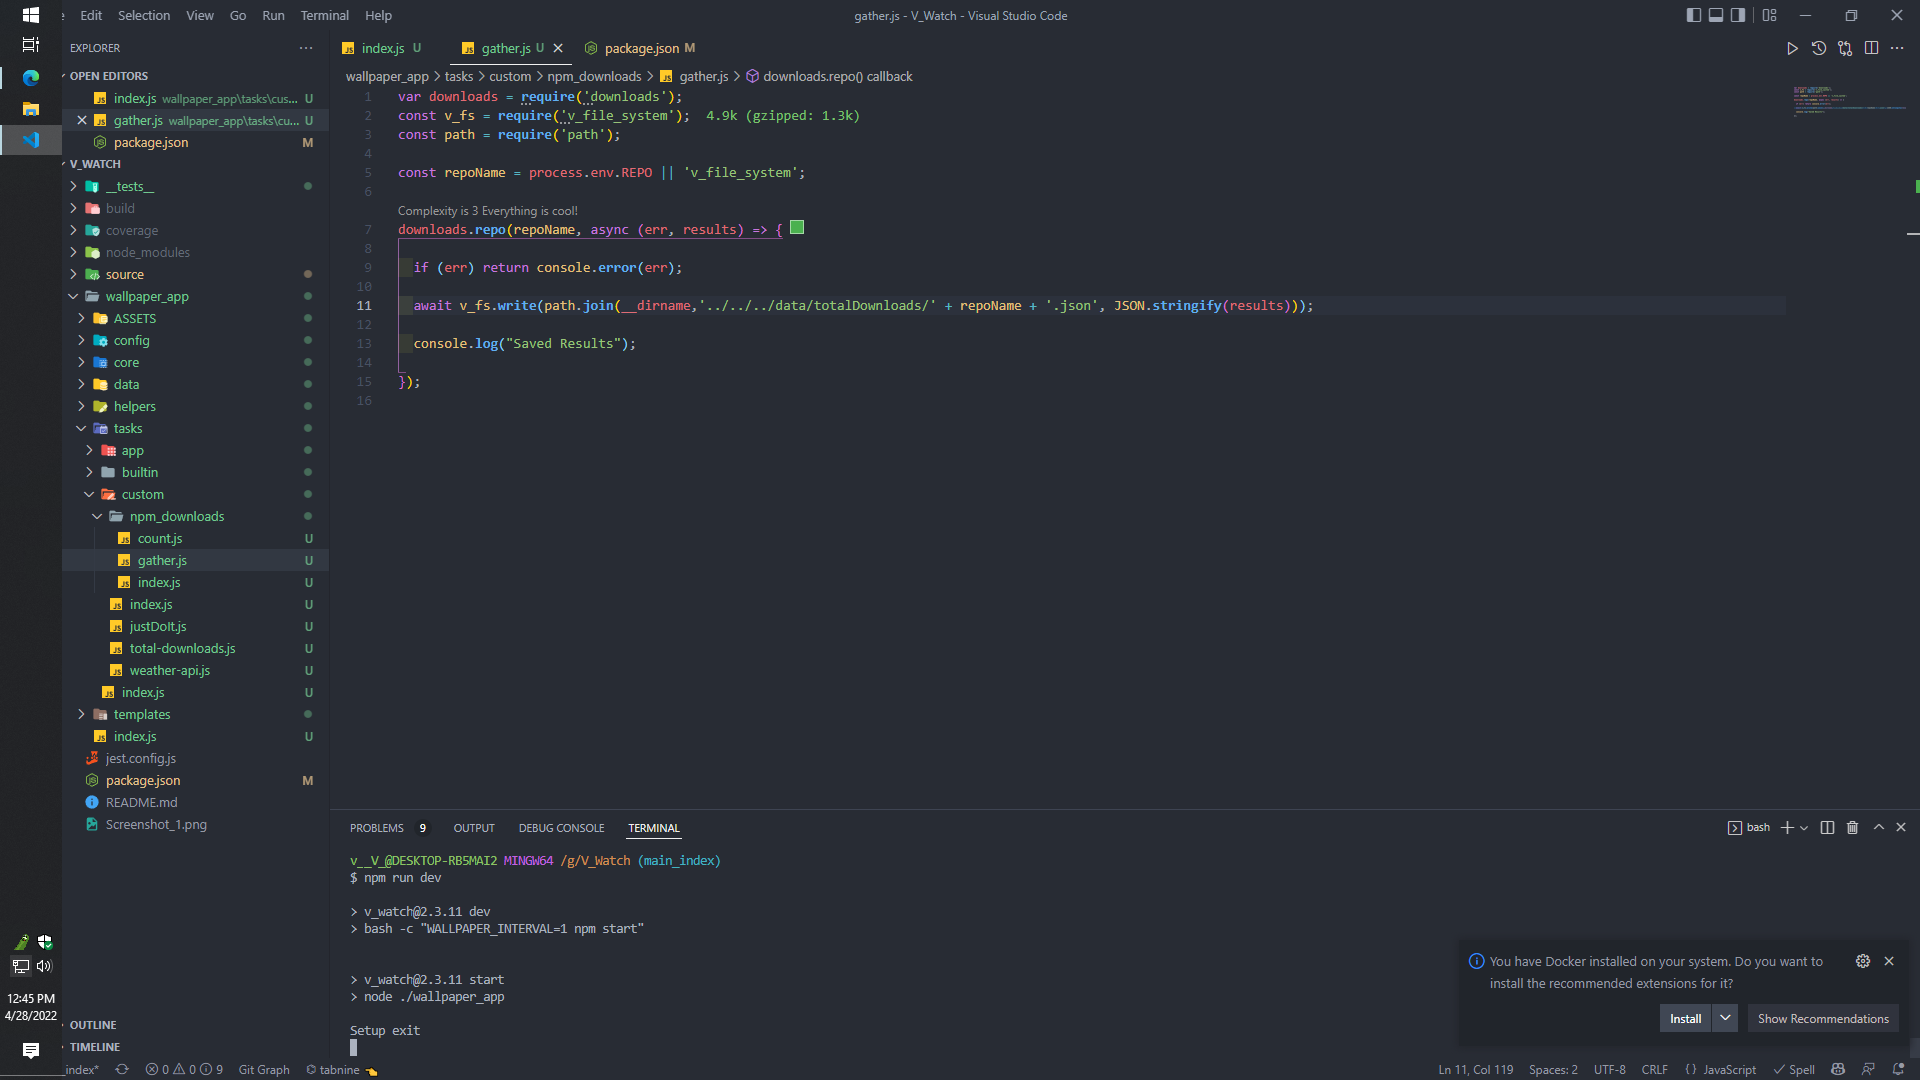 Edit Selection View Go Run Terminal Help
gather.js - V_Watch - Visual Studio Code
EXPLORER
OPEN EDITORS
index.js wallpaper_app\tasks\cus... U
gather.js wallpaper_app\tasks\cu... U
package.json M
V_WATCH
__tests__
build
coverage
node_modules
source
wallpaper_app
ASSETS
config
core
data
helpers
tasks
app
builtin
custom
npm_downloads
count.js U
gather.js U
index.js U
index.js U
justDoIt.js U
total-downloads.js U
weather-api.js U
index.js U
templates
index.js U
jest.config.js
package.json M
README.md
Screenshot_1.png
OUTLINE
TIMELINE
index.js U
gather.js U
package.json M
wallpaper_app > tasks > custom > npm_downloads > gather.js > downloads.repo() callback
1 var downloads = require('downloads');
2 const v_fs = require('v_file_system'); 4.9k (gzipped: 1.3k)
3 const path = require('path');
4
5 const repoName = process.env.REPO || 'v_file_system';
6
Complexity is 3 Everything is cool!
7 downloads.repo(repoName, async (err, results) => {
8
9 if (err) return console.error(err);
10
11 await v_fs.write(path.join(__dirname,'../../../data/totalDownloads/' + repoName + '.json', JSON.stringify(results)));
12
13 console.log("Saved Results");
14
15 });
16
PROBLEMS 9 OUTPUT DEBUG CONSOLE TERMINAL
bash
v__V_@DESKTOP-RB5MAI2 MINGW64 /g/V_Watch (main_index)
$ npm run dev
> v_watch@2.3.11 dev
> bash -c "WALLPAPER_INTERVAL=1 npm start"
> v_watch@2.3.11 start
> node ./wallpaper_app
Setup exit
You have Docker installed on your system. Do you want to
install the recommended extensions for it?
Install
Show Recommendations
12:45 PM
4/28/2022
index* 0 0 9 Git Graph tabnine
Ln 11, Col 119 Spaces: 2 UTF-8 CRLF {} JavaScript Spell